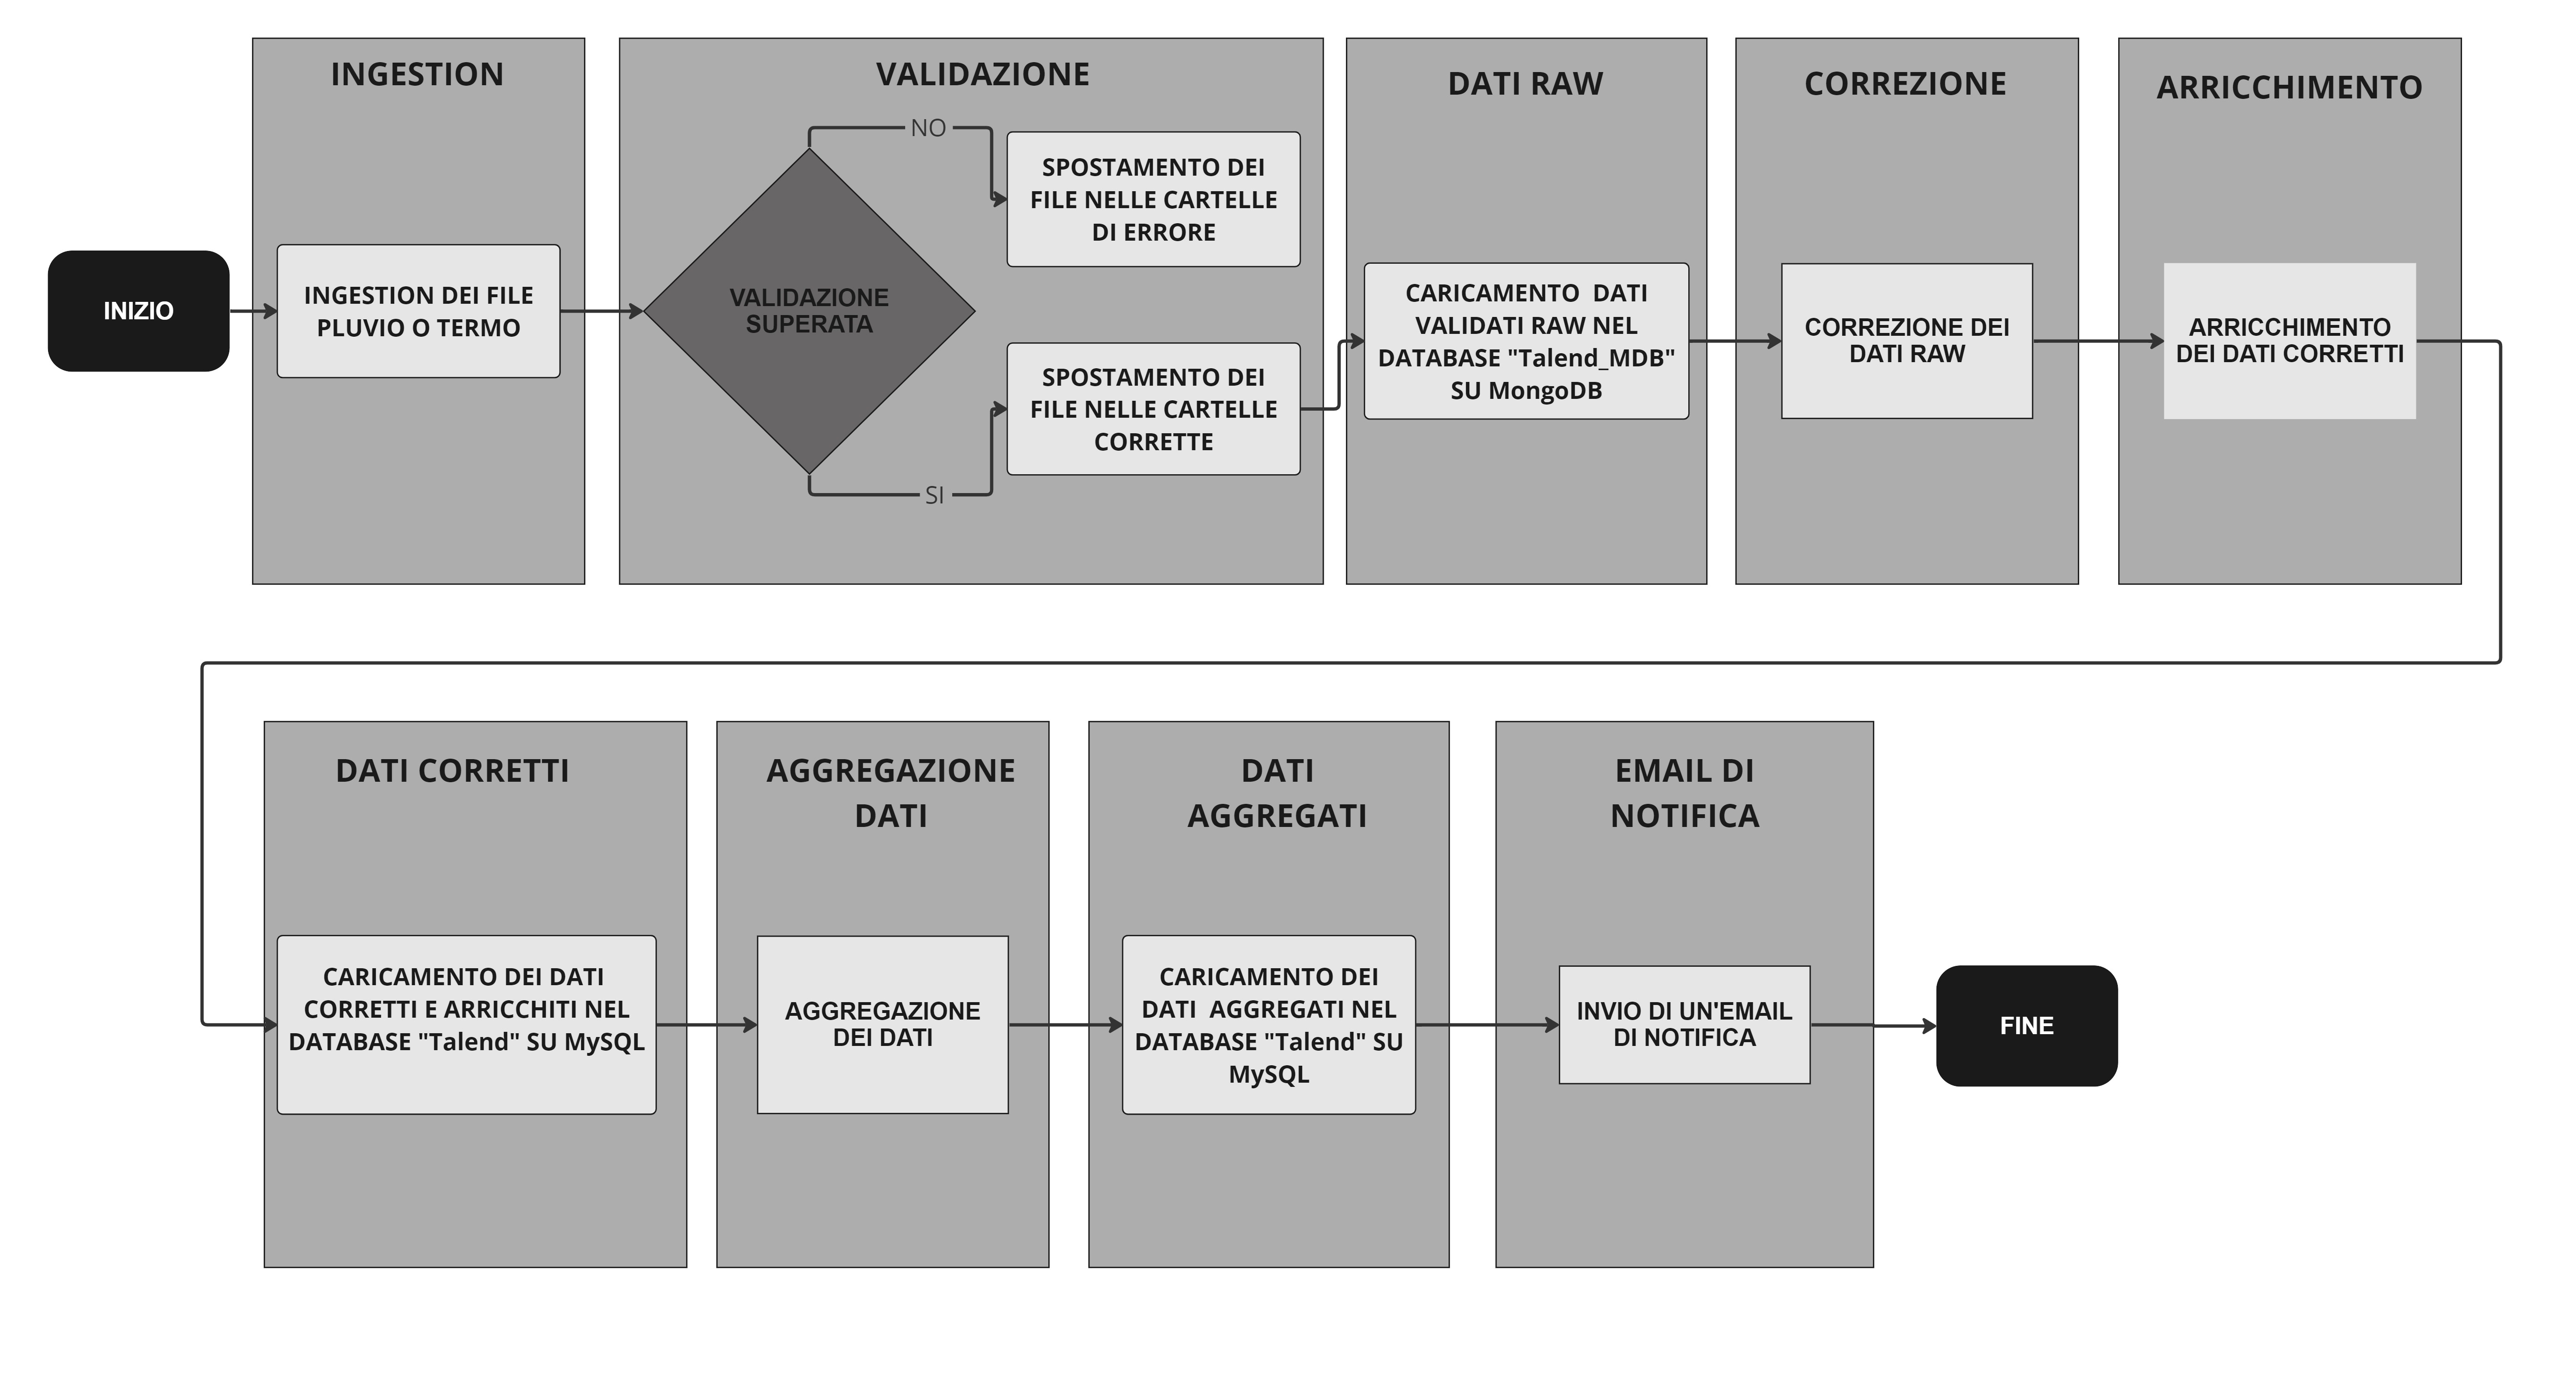 INGESTION
VALIDAZIONE
DATI RAW
CORREZIONE
ARRICCHIMENTO
INIZIO
INGESTION DEI FILE
PLUVIO O TERMO
VALIDAZIONE
SUPERATA
NO
SPOSTAMENTO DEI
FILE NELLE CARTELLE
DI ERRORE
SI
SPOSTAMENTO DEI
FILE NELLE CARTELLE
CORRETTE
CARICAMENTO  DATI
VALIDATI RAW NEL
DATABASE "Talend_MDB"
SU MongoDB
CORREZIONE DEI
DATI RAW
ARRICCHIMENTO
DEI DATI CORRETTI
DATI CORRETTI
AGGREGAZIONE
DATI
DATI
AGGREGATI
EMAIL DI
NOTIFICA
CARICAMENTO DEI DATI
CORRETTI E ARRICCHITI NEL
DATABASE "Talend" SU MySQL
AGGREGAZIONE
DEI DATI
CARICAMENTO DEI
DATI  AGGREGATI NEL
DATABASE "Talend" SU
MySQL
INVIO DI UN'EMAIL
DI NOTIFICA
FINE